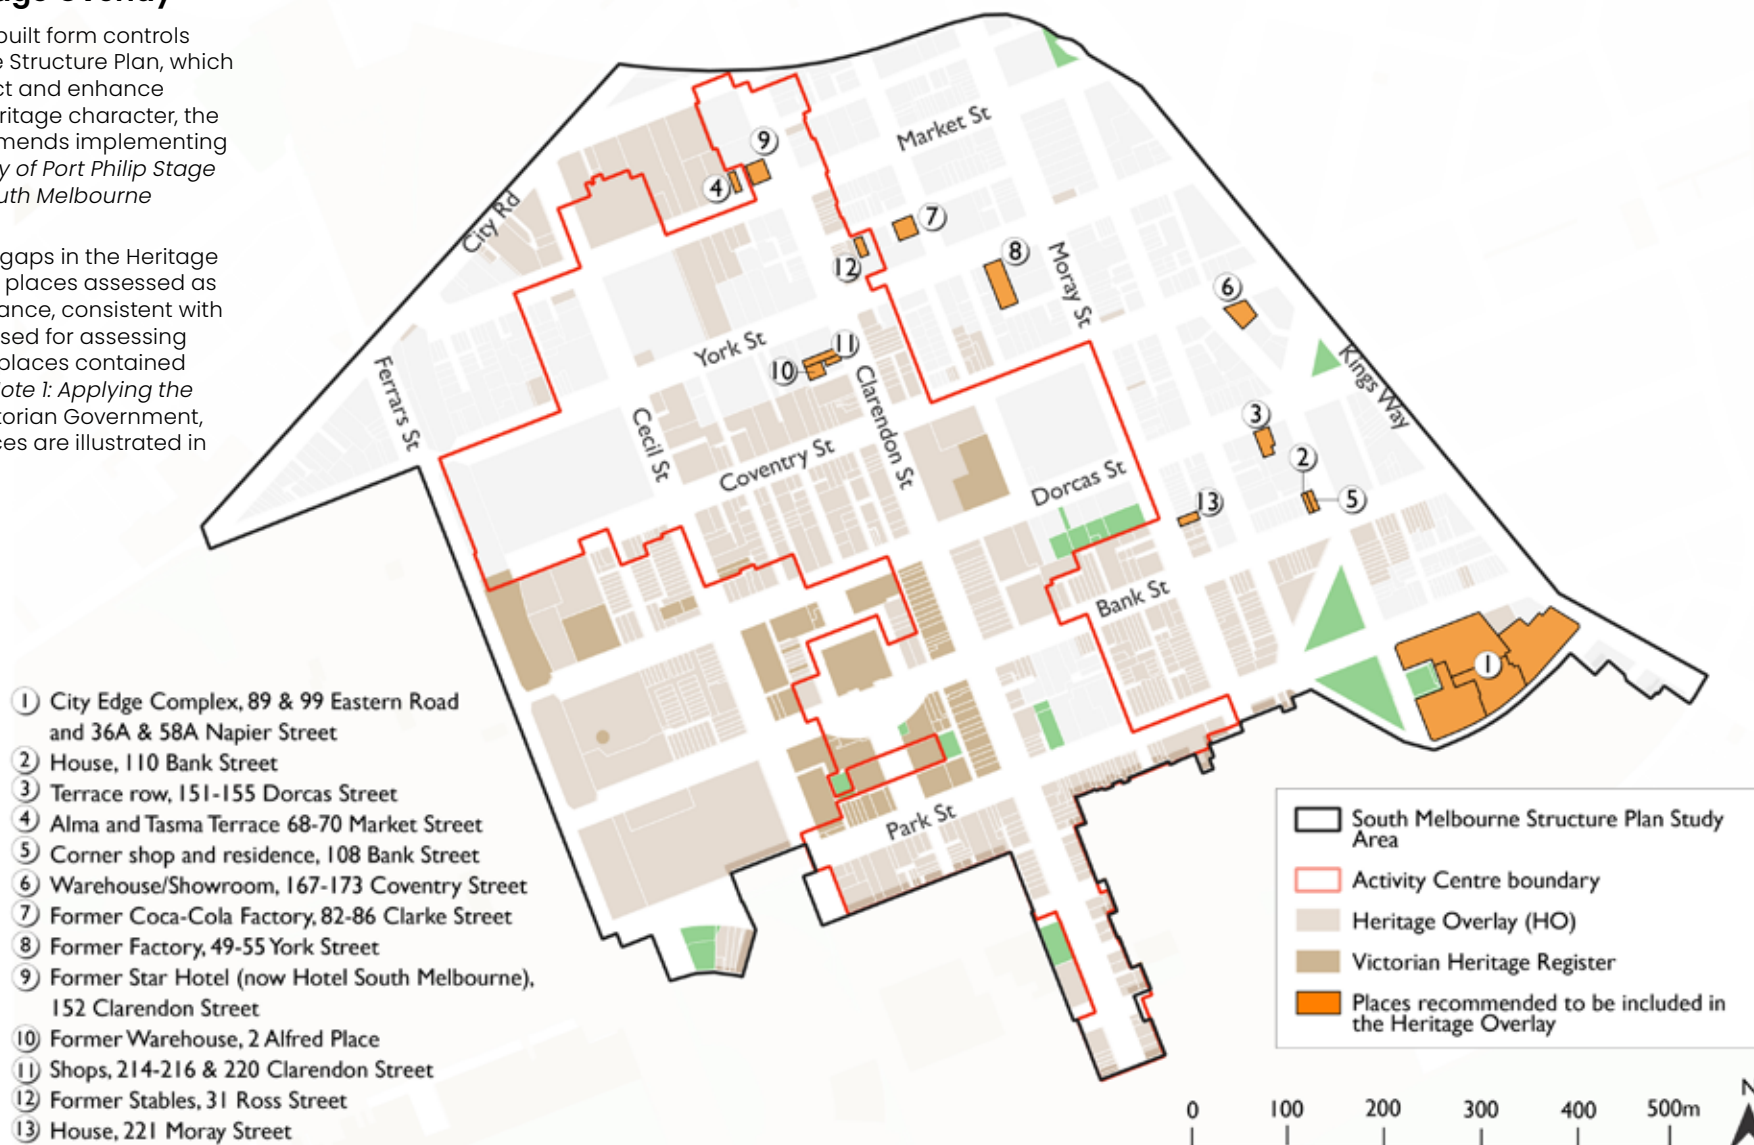 age Overlay
built form controls
e Structure Plan, which
ct and enhance
ritage character, the
mends implementing
y of Port Philip Stage
uth Melbourne
gaps in the Heritage
places assessed as
ance, consistent with
sed for assessing
places contained
ote 1: Applying the
torian Government,
ces are illustrated in
City Rd
Ferrars St
Market St
Moray St
York St
Cecil St
Clarendon St
Coventry St
Dorcas St
Kings Way
Bank St
Park St
9
4
7
12
8
6
11
10
3
2
5
13
1
1 City Edge Complex, 89 & 99 Eastern Road
and 36A & 58A Napier Street
2 House, 110 Bank Street
3 Terrace row, 151-155 Dorcas Street
4 Alma and Tasma Terrace 68-70 Market Street
5 Corner shop and residence, 108 Bank Street
6 Warehouse/Showroom, 167-173 Coventry Street
7 Former Coca-Cola Factory, 82-86 Clarke Street
8 Former Factory, 49-55 York Street
9 Former Star Hotel (now Hotel South Melbourne),
152 Clarendon Street
10 Former Warehouse, 2 Alfred Place
11 Shops, 214-216 & 220 Clarendon Street
12 Former Stables, 31 Ross Street
13 House, 221 Moray Street
South Melbourne Structure Plan Study
Area
Activity Centre boundary
Heritage Overlay (HO)
Victorian Heritage Register
Places recommended to be included in
the Heritage Overlay
0 100 200 300 400 500m
N